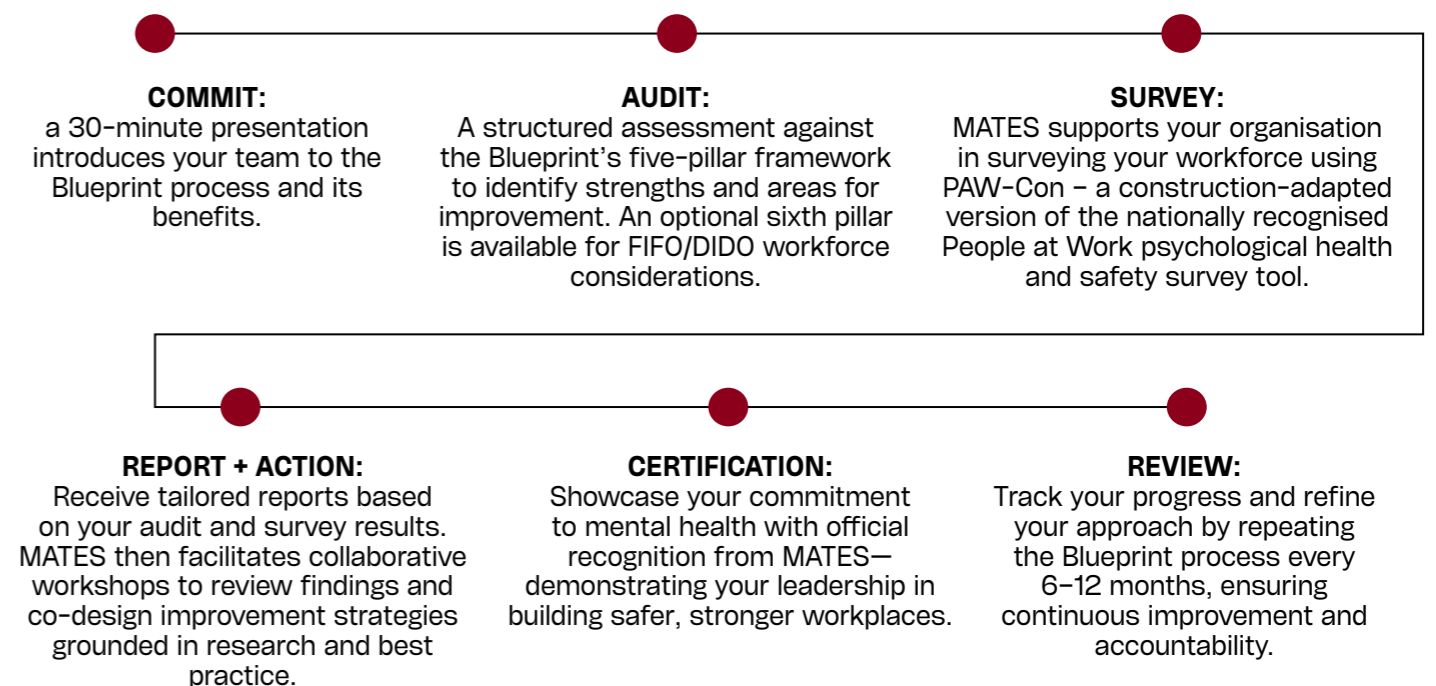 COMMIT:
a 30-minute presentation
introduces your team to the
Blueprint process and its
benefits.
AUDIT:
A structured assessment against
the Blueprint's five-pillar framework
to identify strengths and areas for
improvement. An optional sixth pillar
is available for FIFO/DIDO workforce
considerations.
SURVEY:
MATES supports your organisation
in surveying your workforce using
PAW-Con – a construction-adapted
version of the nationally recognised
People at Work psychological health
and safety survey tool.
REPORT + ACTION:
Receive tailored reports based
on your audit and survey results.
MATES then facilitates collaborative
workshops to review findings and
co-design improvement strategies
grounded in research and best
practice.
CERTIFICATION:
Showcase your commitment
to mental health with official
recognition from MATES—
demonstrating your leadership in
building safer, stronger workplaces.
REVIEW:
Track your progress and refine
your approach by repeating
the Blueprint process every
6–12 months, ensuring
continuous improvement and
accountability.